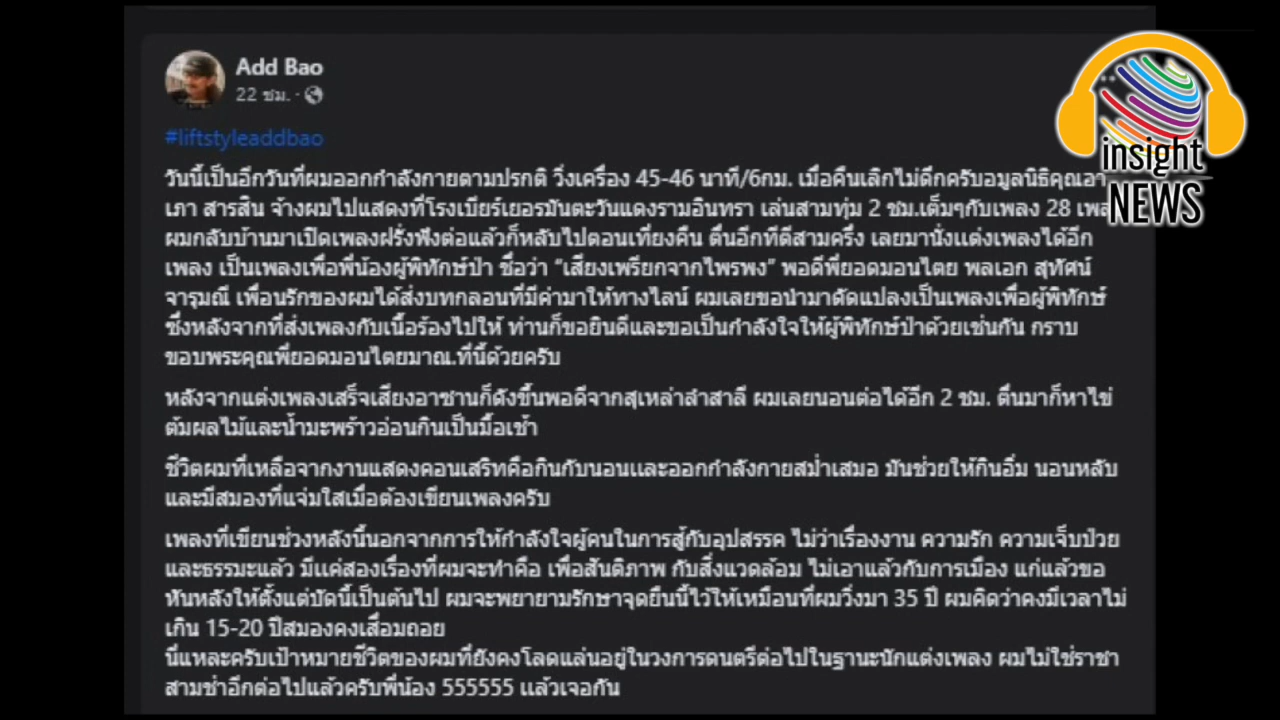 Add Bao
22 ชม. ·
#liftstyleaddbao
วันนี้เป็นอีกวันที่ผมออกกำลังกายตามปรกติ วิ่งเครื่อง 45-46 นาที/6กม. เมื่อคืนเลิกไม่ดึกครับอมูลนิธิคุณอา
เภา สารสิน จ้างผมไปแสดงที่โรงเบียร์เยอรมันตะวันแดงรามอินทรา เล่นสามทุ่ม 2 ชม.เต็มๆกับเพลง 28 เพล
ผมกลับบ้านมาเปิดเพลงฝรั่งฟังต่อแล้วก็หลับไปตอนเที่ยงคืน ตื่นอีกทีตีสามครึ่ง เลยมานั่งแต่งเพลงได้อีก
เพลง เป็นเพลงเพื่อพี่น้องผู้พิทักษ์ป่า ชื่อว่า “เสียงเพรียกจากไพรพง” พอดีพี่ยอดมอนไตย พลเอก สุทัศน์
จารุมณี เพื่อนรักของผมได้ส่งบทกลอนที่มีค่ามาให้ทางไลน์ ผมเลยขอนำมาดัดแปลงเป็นเพลงเพื่อผู้พิทักษ์
ซึ่งหลังจากที่ส่งเพลงกับเนื้อร้องไปให้ ท่านก็ขอยินดีและขอเป็นกำลังใจให้ผู้พิทักษ์ป่าด้วยเช่นกัน กราบ
ขอบพระคุณพี่ยอดมอนไตยมาณ.ที่นี้ด้วยครับ
หลังจากแต่งเพลงเสร็จเสียงอาซานก็ดังขึ้นพอดีจากสุเหล่าลำสาลี ผมเลยนอนต่อได้อีก 2 ชม. ตื่นมาก็หาไข่
ต้มผลไม้และน้ำมะพร้าวอ่อนกินเป็นมื้อเช้า
ชีวิตผมที่เหลือจากงานแสดงคอนเสริทคือกินกับนอนและออกกำลังกายสม่ำเสมอ มันช่วยให้กินอิ่ม นอนหลับ
และมีสมองที่แจ่มใสเมื่อต้องเขียนเพลงครับ
เพลงที่เขียนช่วงหลังนี้นอกจากการให้กำลังใจผู้คนในการสู้กับอุปสรรค ไม่ว่าเรื่องงาน ความรัก ความเจ็บป่วย
และธรรมะแล้ว มีแค่สองเรื่องที่ผมจะทำคือ เพื่อสันติภาพ กับสิ่งแวดล้อม ไม่เอาแล้วกับการเมือง แก่แล้วขอ
หันหลังให้ตั้งแต่บัดนี้เป็นต้นไป ผมจะพยายามรักษาจุดยืนนี้ไว้ให้เหมือนที่ผมวิ่งมา 35 ปี ผมคิดว่าคงมีเวลาไม่
เกิน 15-20 ปีสมองคงเสื่อมถอย
นี่แหละครับเป้าหมายชีวิตของผมที่ยังคงโลดแล่นอยู่ในวงการดนตรีต่อไปในฐานะนักแต่งเพลง ผมไม่ใช่ราชา
สามช่าอีกต่อไปแล้วครับพี่น้อง 555555 แล้วเจอกัน
insight
NEWS